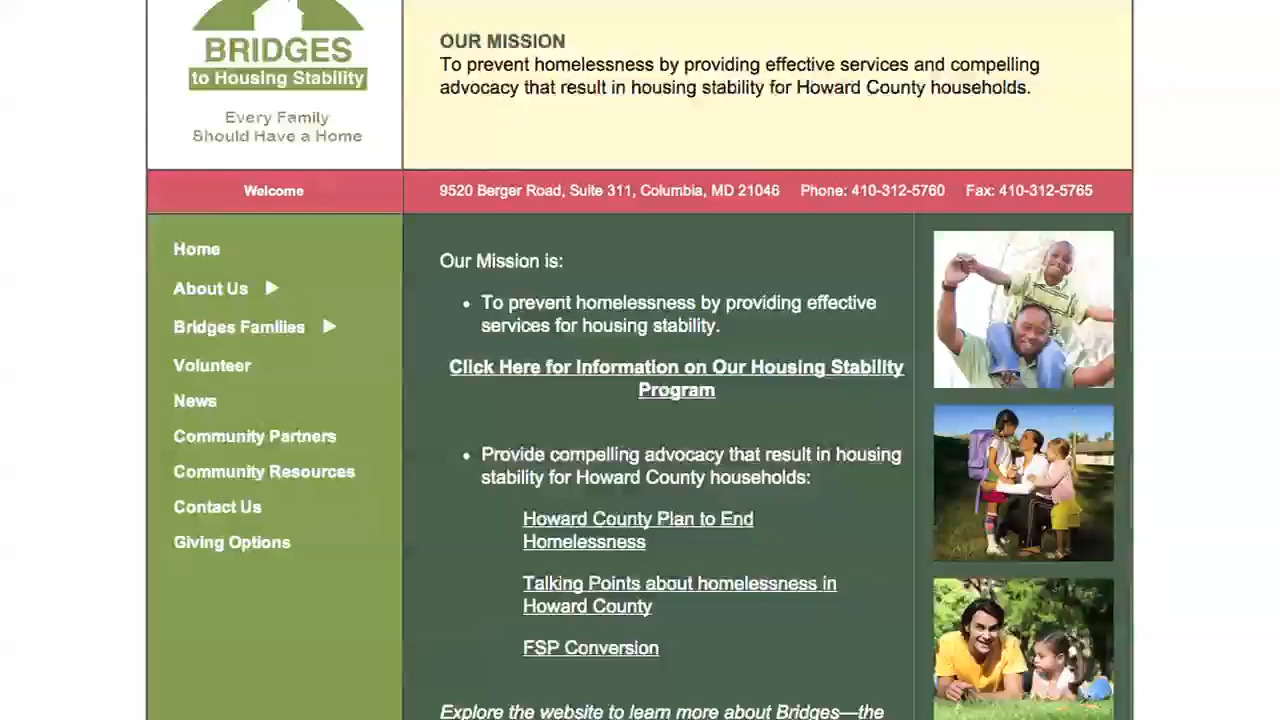 BRIDGES
to Housing Stability
Every Family
Should Have a Home
OUR MISSION
To prevent homelessness by providing effective services and compelling
advocacy that result in housing stability for Howard County households.
Welcome
9520 Berger Road, Suite 311, Columbia, MD 21046 Phone: 410-312-5760 Fax: 410-312-5765
Home
About Us
Bridges Families
Volunteer
News
Community Partners
Community Resources
Contact Us
Giving Options
Our Mission is:
• To prevent homelessness by providing effective
services for housing stability.
Click Here for Information on Our Housing Stability
Program
• Provide compelling advocacy that result in housing
stability for Howard County households:
Howard County Plan to End
Homelessness
Talking Points about homelessness in
Howard County
FSP Conversion
Explore the website to learn more about Bridges—the